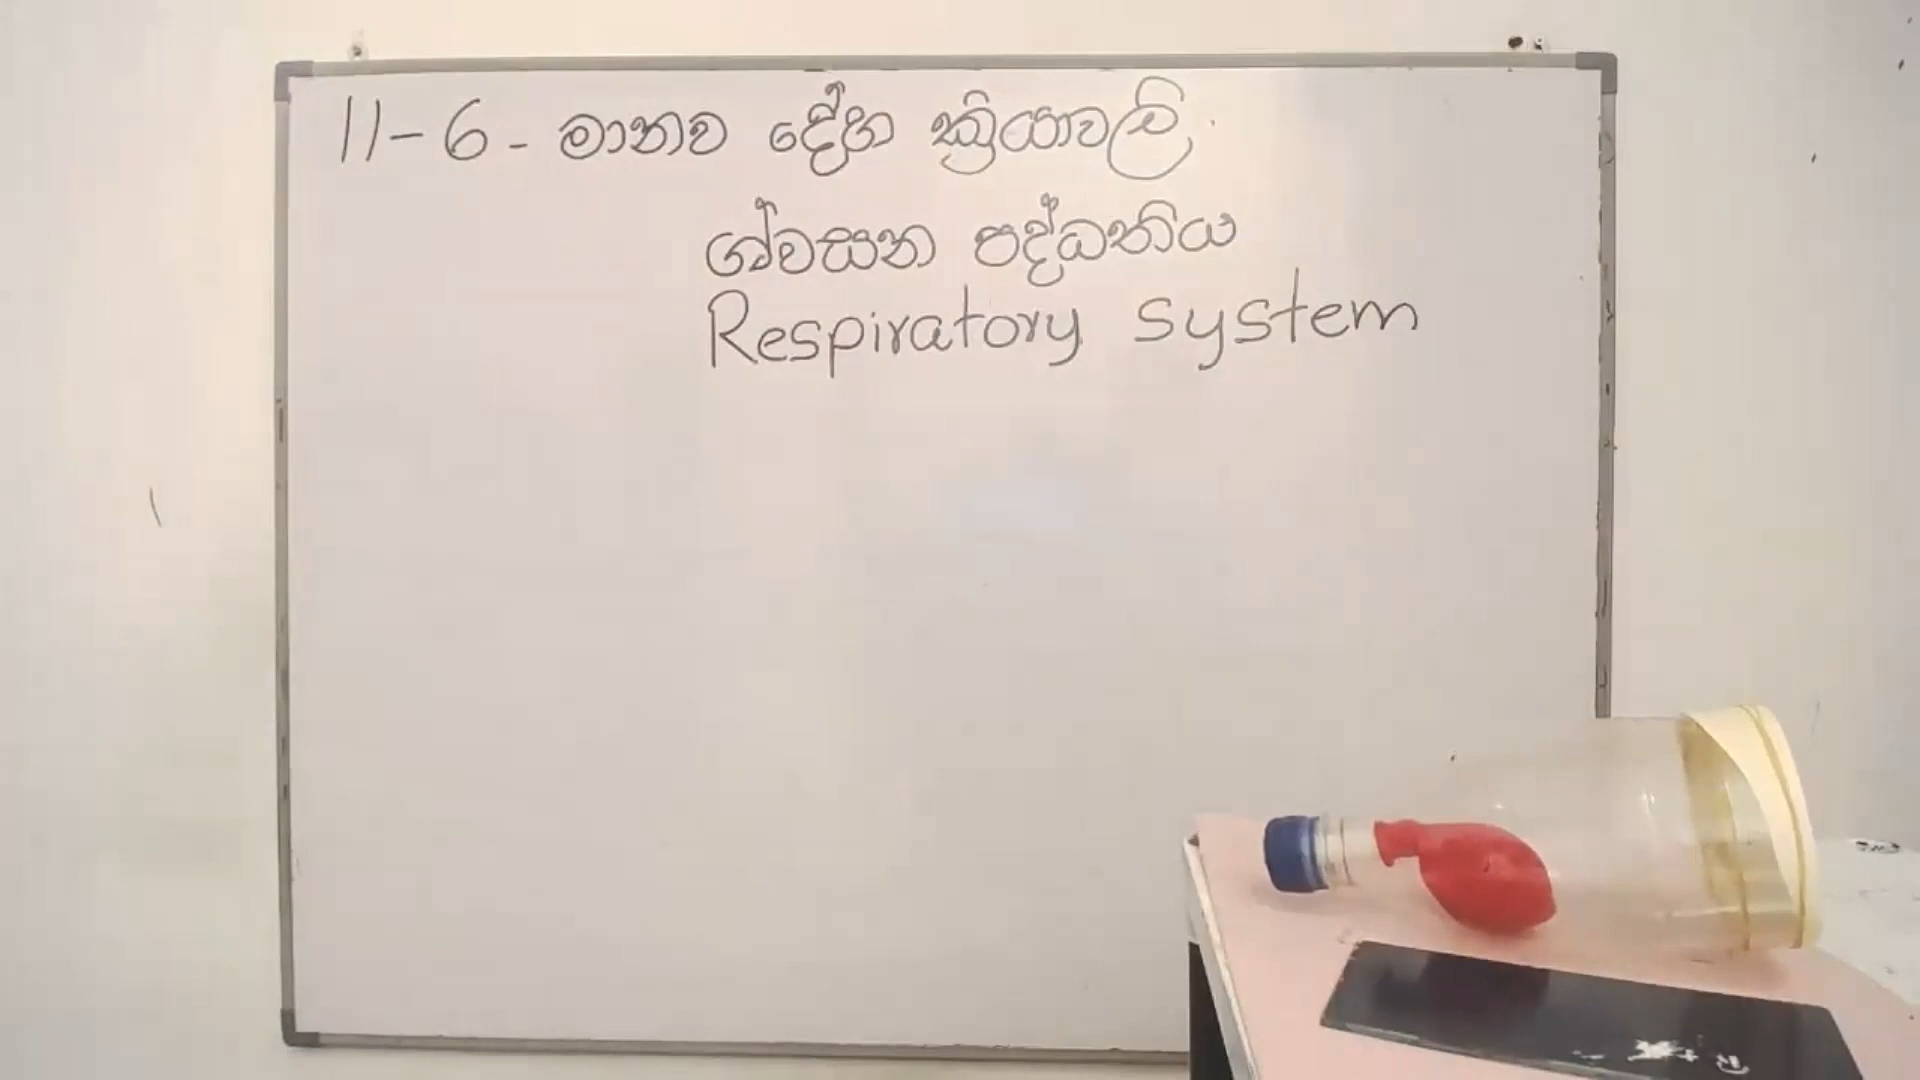 11-6 - මානව දේහ ක්‍රියාවලි.
ශ්වසන පද්ධතිය
Respiratory system